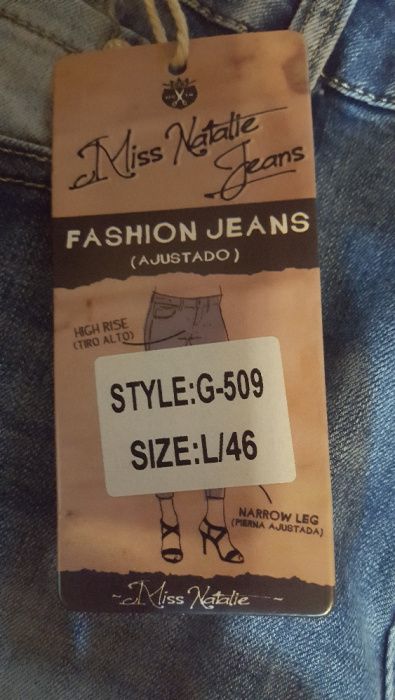 Miss Natalie
Jeans
FASHION JEANS
(AJUSTADO)
HIGH RISE
(TIRO ALTO)
STYLE:G-509
SIZE:L/46
NARROW LEG
(PIERNA AJUSTADA)
~Miss Natalie~